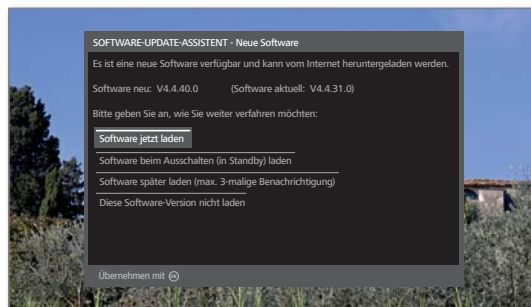 SOFTWARE-UPDATE-ASSISTENT - Neue Software
Es ist eine neue Software verfügbar und kann vom Internet heruntergeladen werden.
Software neu: V4.4.40.0 (Software aktuell: V4.4.31.0)
Bitte geben Sie an, wie Sie weiter verfahren möchten:
Software jetzt laden
Software beim Ausschalten (in Standby) laden
Software später laden (max. 3-malige Benachrichtigung)
Diese Software-Version nicht laden
Übernehmen mit OK